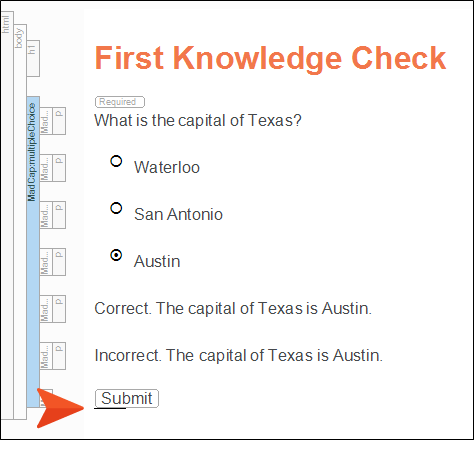 html
body
h1
MadCap:multipleChoice
Mad...
p
Mad...
p
Mad...
p
Mad...
p
Mad...
p
Mad...
p
First Knowledge Check
Required
What is the capital of Texas?
Waterloo
San Antonio
Austin
Correct. The capital of Texas is Austin.
Incorrect. The capital of Texas is Austin.
Submit